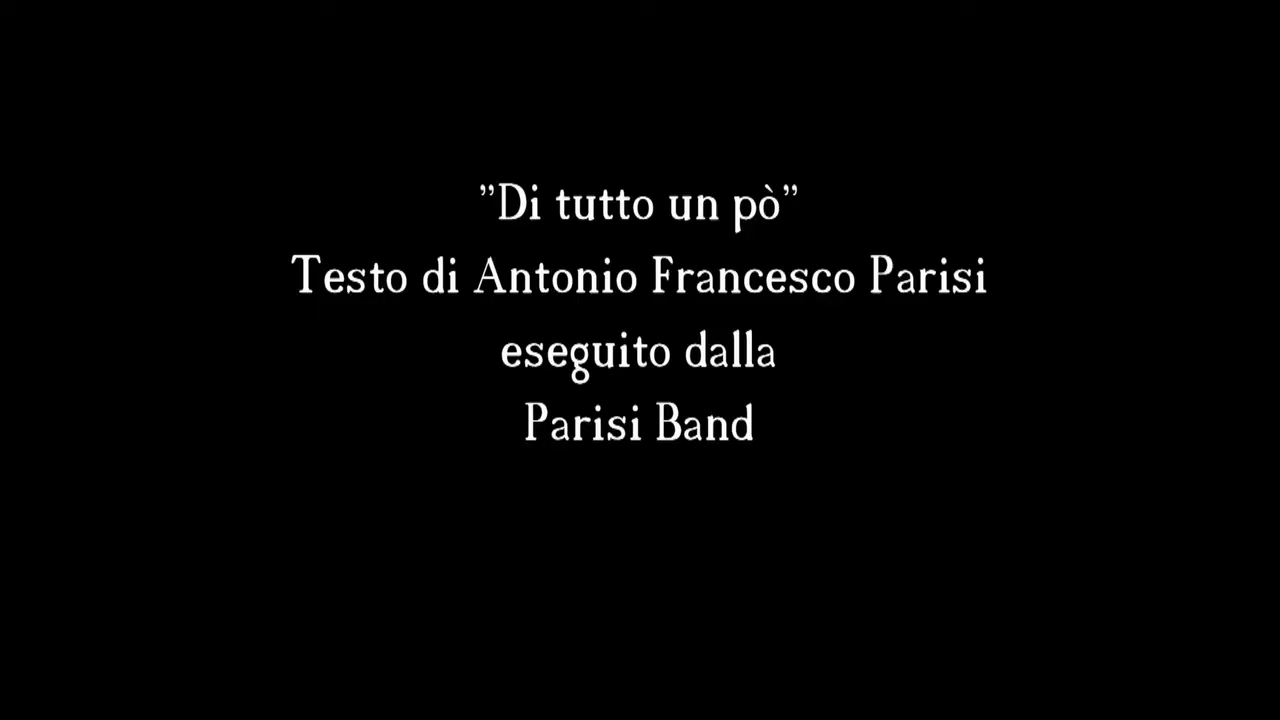 ”Di tutto un pò”
Testo di Antonio Francesco Parisi
eseguito dalla
Parisi Band